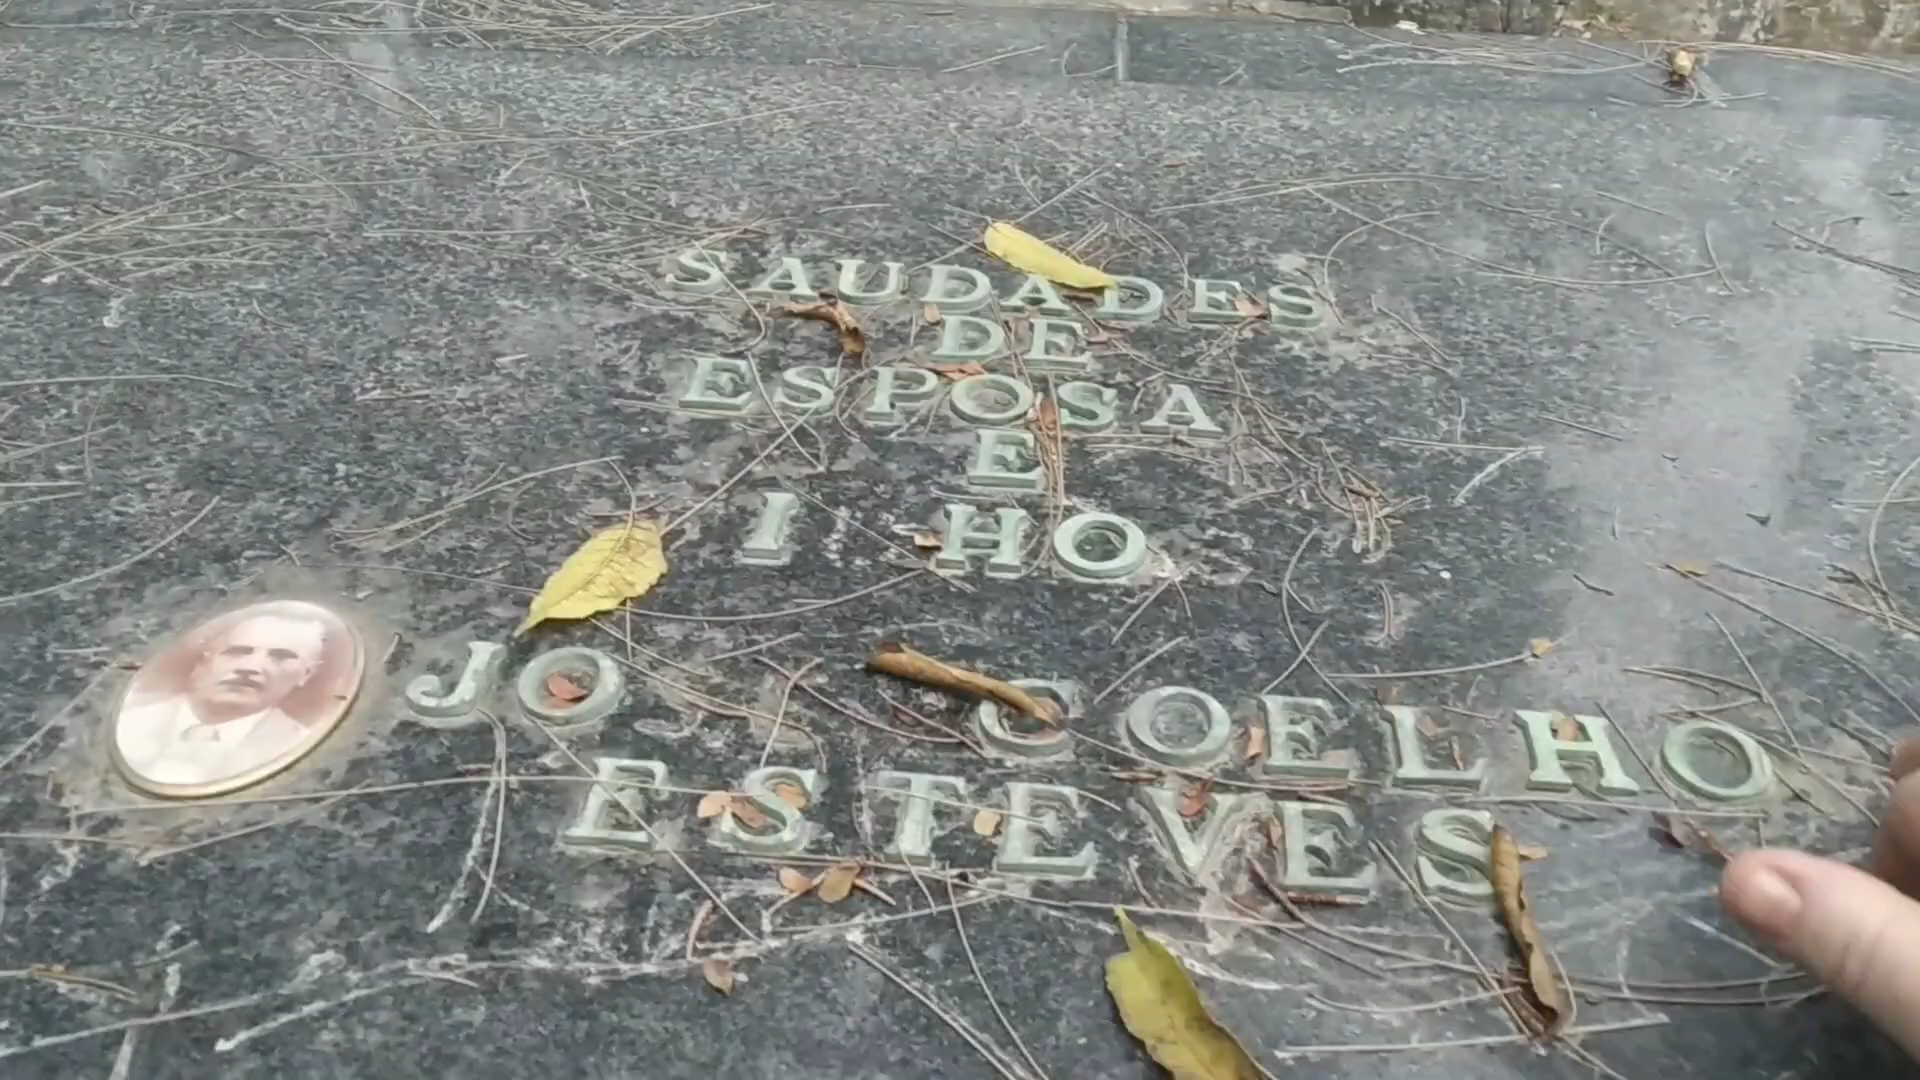 SAUDADES
DE
ESPOSA
E
I HO
JO COELHO
ESTEVES